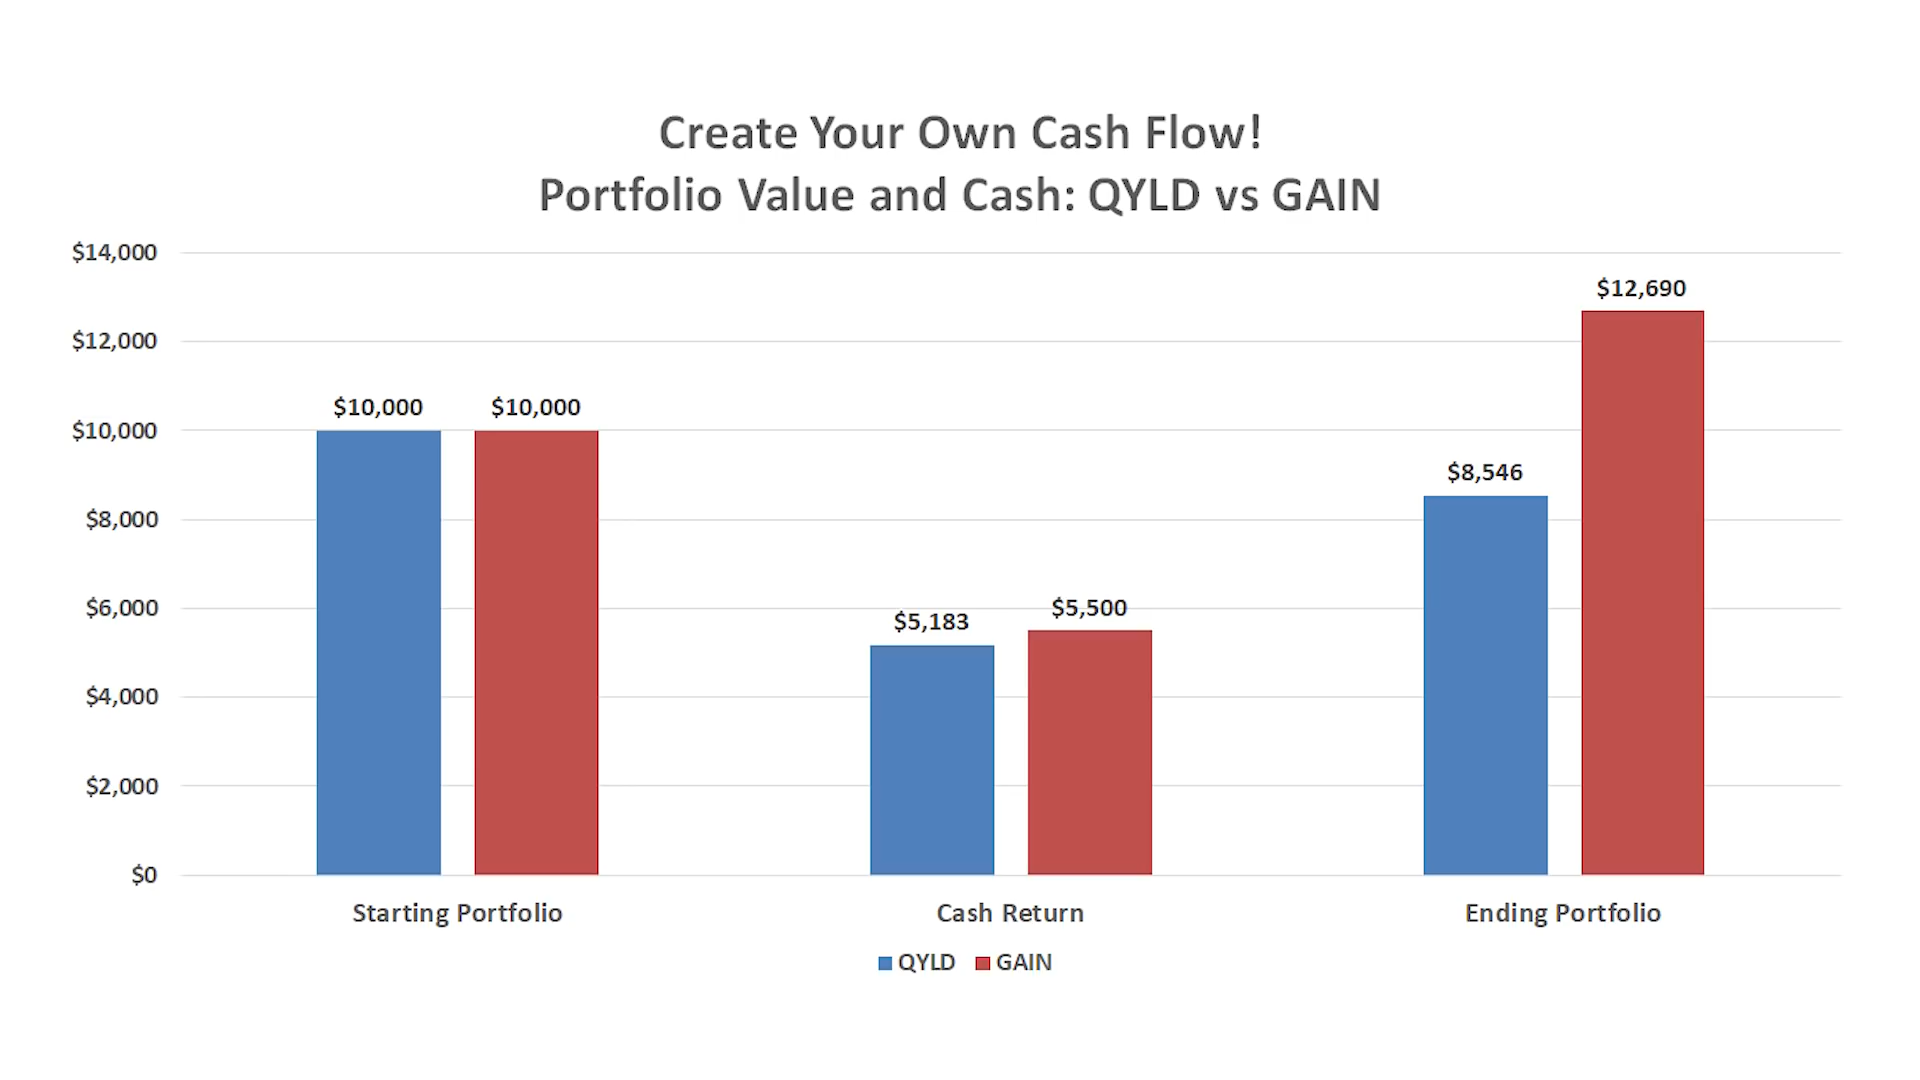 Create Your Own Cash Flow!
Portfolio Value and Cash: QYLD vs GAIN
$14,000
$12,000
$10,000
$8,000
$6,000
$4,000
$2,000
$0
$10,000
$10,000
$5,183
$5,500
$8,546
$12,690
Starting Portfolio
Cash Return
Ending Portfolio
QYLD
GAIN